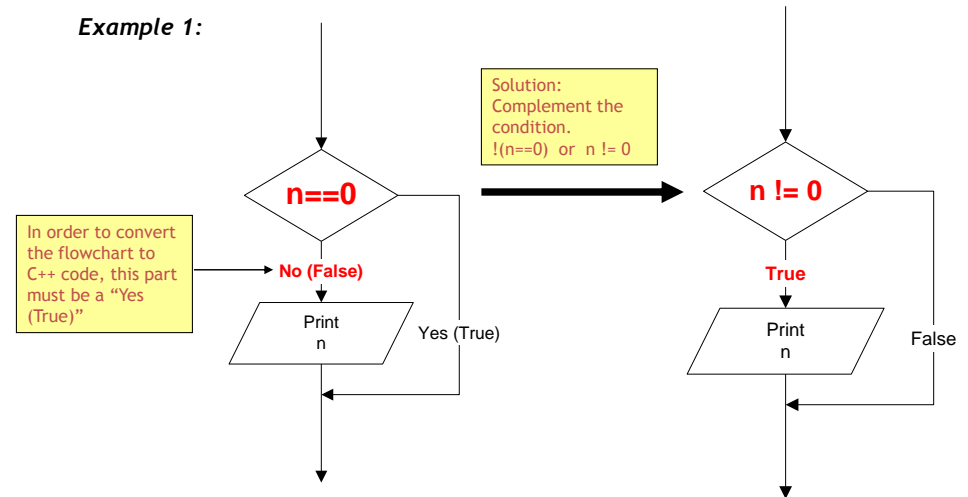 Example 1:
Solution:
Complement the
condition.
!(n==0) or n != 0
n==0
n != 0
In order to convert
the flowchart to
C++ code, this part
must be a “Yes
(True)”
No (False)
True
Print
n
Yes (True)
Print
n
False